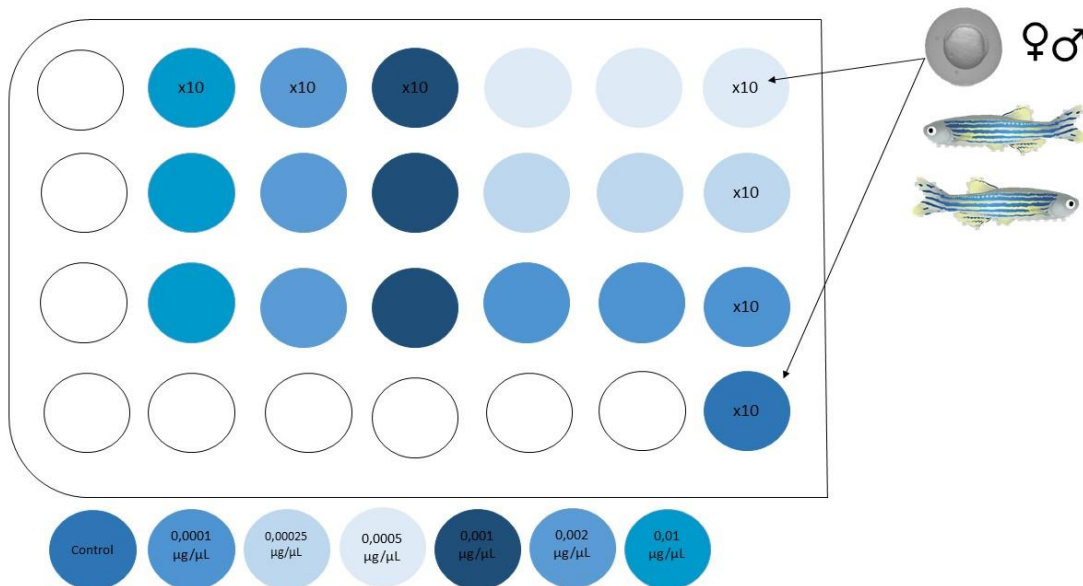 x10 x10 x10 x10 ♀♂
x10
x10
x10
Control
0,0001
µg/µL
0,00025
µg/µL
0,0005
µg/µL
0,001
µg/µL
0,002
µg/µL
0,01
µg/µL